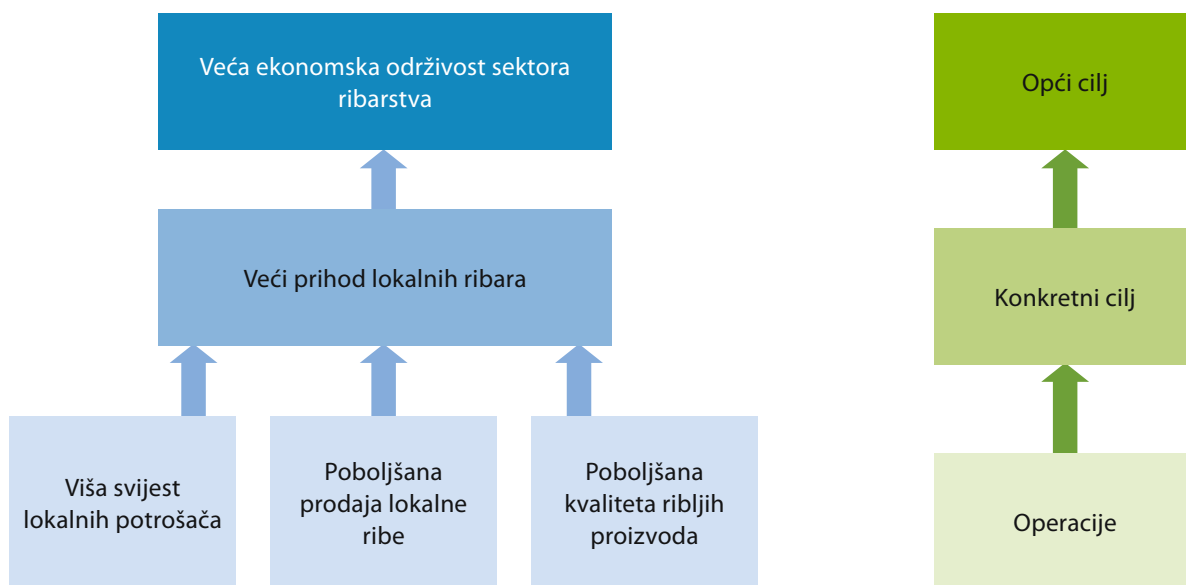 Veća ekonomska održivost sektora
ribarstva
Opći cilj
Veći prihod lokalnih ribara
Konkretni cilj
Viša svijest
lokalnih potrošača
Poboljšana
prodaja lokalne
ribe
Poboljšana
kvaliteta ribljih
proizvoda
Operacije